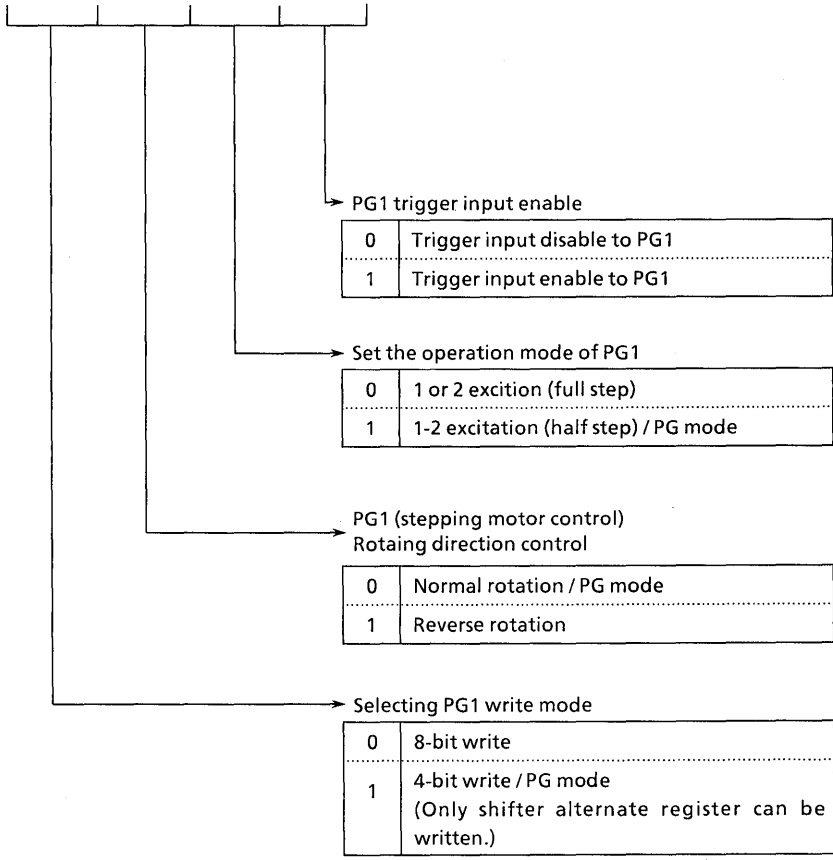 PG1 trigger input enable
0 Trigger input disable to PG1
1 Trigger input enable to PG1
Set the operation mode of PG1
0 1 or 2 excition (full step)
1 1-2 excitation (half step) / PG mode
PG1 (stepping motor control)
Rotaing direction control
0 Normal rotation / PG mode
1 Reverse rotation
Selecting PG1 write mode
0 8-bit write
1 4-bit write / PG mode
(Only shifter alternate register can be
written.)